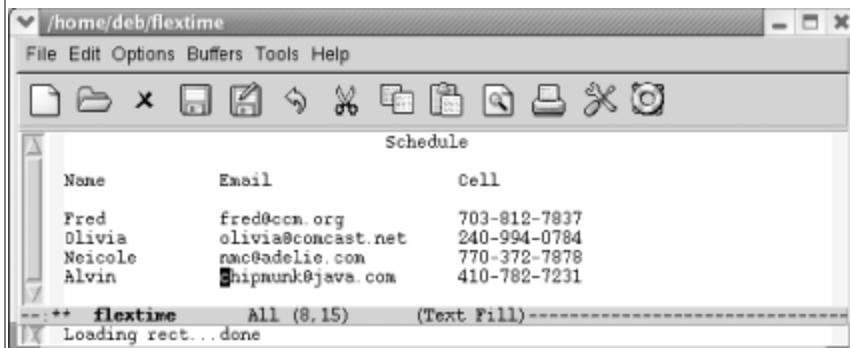 /home/deb/flextime
File Edit Options Buffers Tools Help
Schedule
Name Email Cell
Fred fred@ccm.org 703-812-7837
Olivia olivia@comcast.net 240-994-0784
Neicole nmc@adelie.com 770-372-7878
Alvin chipmunk@java.com 410-782-7231
--:** flextime All (8,15) (Text Fill)--------------------------------
Loading rect...done